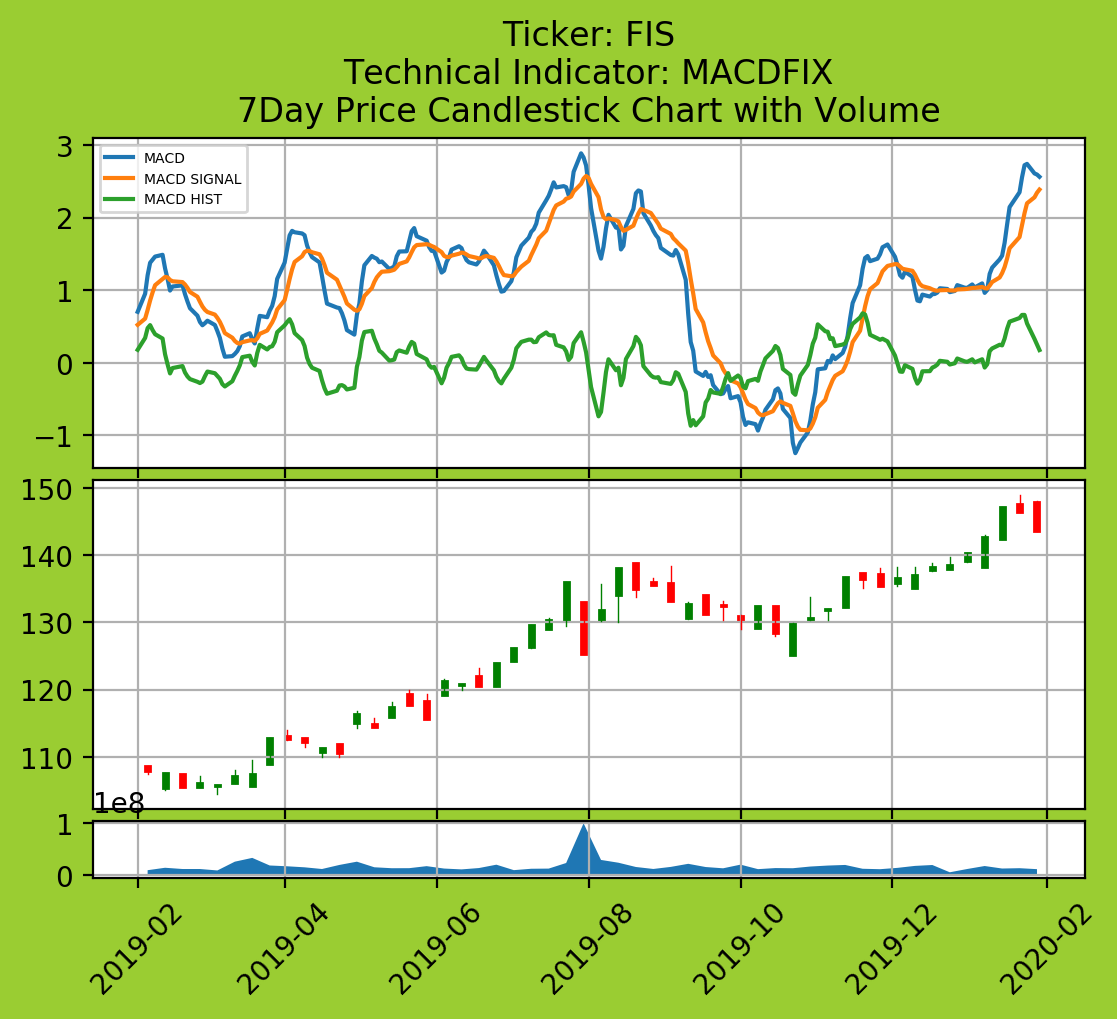 Ticker: FIS
Technical Indicator: MACDFIX
7Day Price Candlestick Chart with Volume
3
2
1
0
−1
MACD
MACD SIGNAL
MACD HIST
150
140
130
120
110
1e8
1
0
2019-02
2019-04
2019-06
2019-08
2019-10
2019-12
2020-02